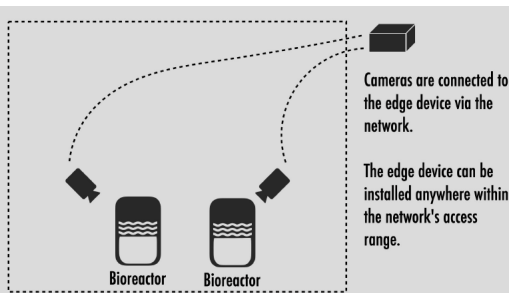 Cameras are connected to
the edge device via the
network.
The edge device can be
installed anywhere within
the network's access
range.
Bioreactor
Bioreactor